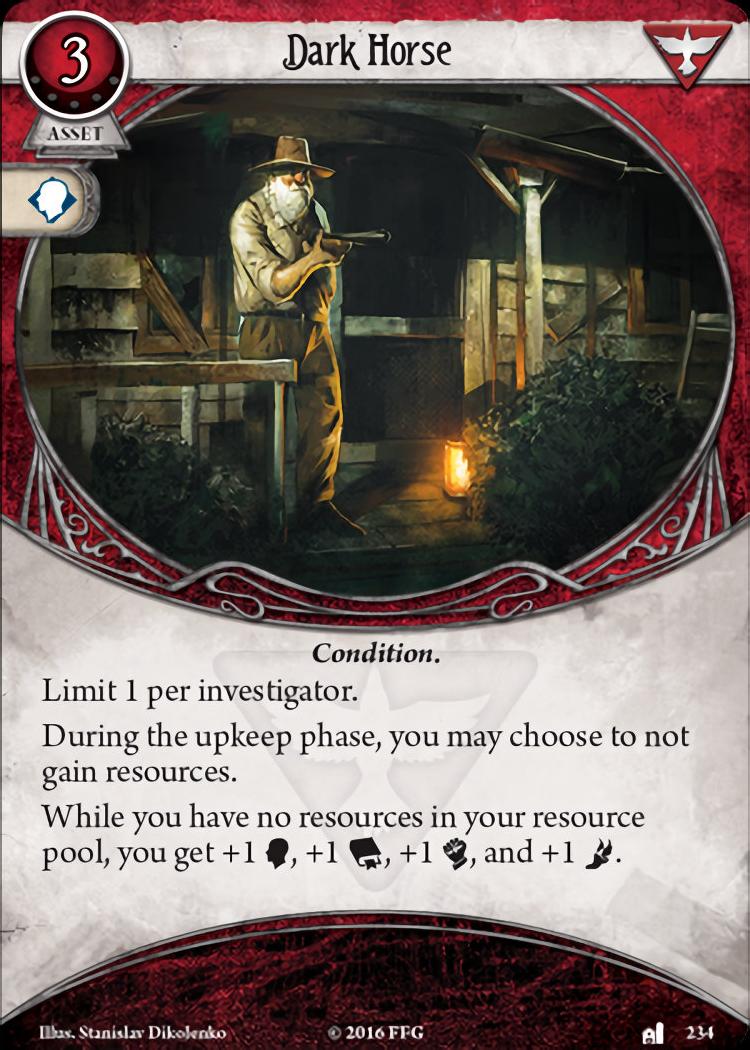 3
Dark Horse
ASSET
Condition.
Limit 1 per investigator.
During the upkeep phase, you may choose to not
gain resources.
While you have no resources in your resource
pool, you get +1 , +1 , +1 , and +1 .
Illus. Stanislav Dikolenko
© 2016 FFG
234